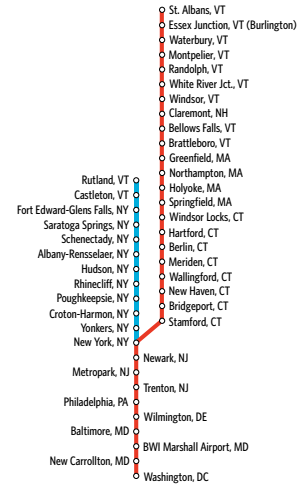 St. Albans, VT
Essex Junction, VT (Burlington)
Waterbury, VT
Montpelier, VT
Randolph, VT
White River Jct., VT
Windsor, VT
Claremont, NH
Bellows Falls, VT
Brattleboro, VT
Greenfield, MA
Northampton, MA
Holyoke, MA
Springfield, MA
Windsor Locks, CT
Hartford, CT
Berlin, CT
Meriden, CT
Wallingford, CT
New Haven, CT
Bridgeport, CT
Stamford, CT
Rutland, VT
Castleton, VT
Fort Edward-Glens Falls, NY
Saratoga Springs, NY
Schenectady, NY
Albany-Rensselaer, NY
Hudson, NY
Rhinecliff, NY
Poughkeepsie, NY
Croton-Harmon, NY
Yonkers, NY
New York, NY
Newark, NJ
Metropark, NJ
Trenton, NJ
Philadelphia, PA
Wilmington, DE
Baltimore, MD
BWI Marshall Airport, MD
New Carrollton, MD
Washington, DC